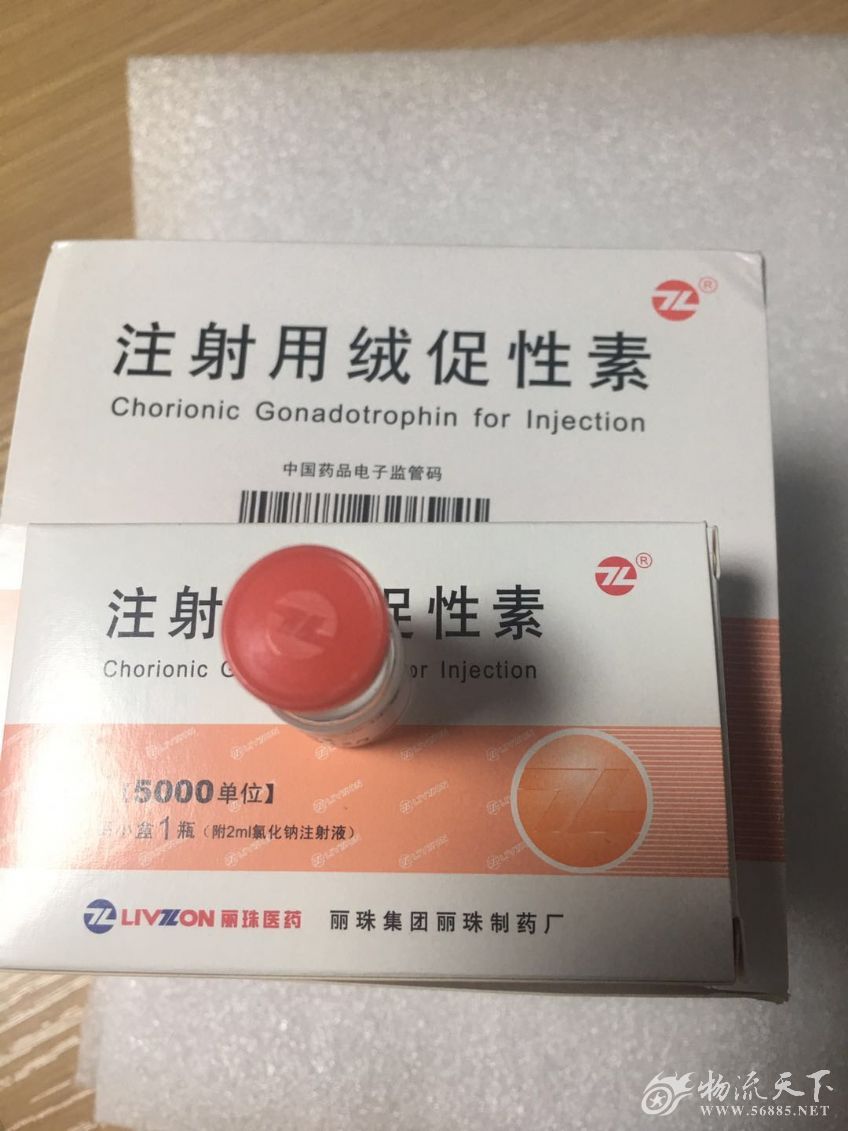 注射用绒促性素
Chorionic Gonadotrophin for Injection
中国药品电子监管码
注射 促性素
Chorionic for Injection
【5000单位】
小盒1瓶（附2ml氯化钠注射液）
LIVZON 丽珠医药 丽珠集团丽珠制药厂
物流天下
WWW.56885.NET